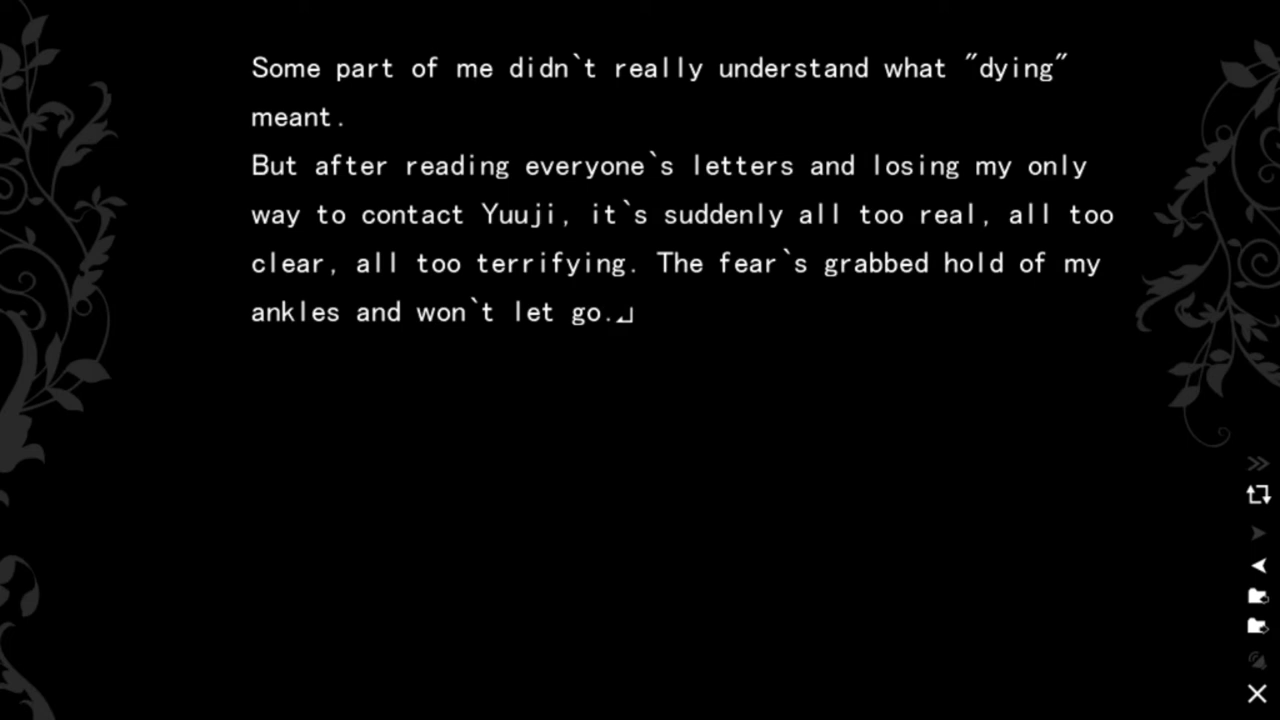 Some part of me didn`t really understand what "dying"
meant.
But after reading everyone`s letters and losing my only
way to contact Yuuji, it`s suddenly all too real, all too
clear, all too terrifying. The fear`s grabbed hold of my
ankles and won`t let go.